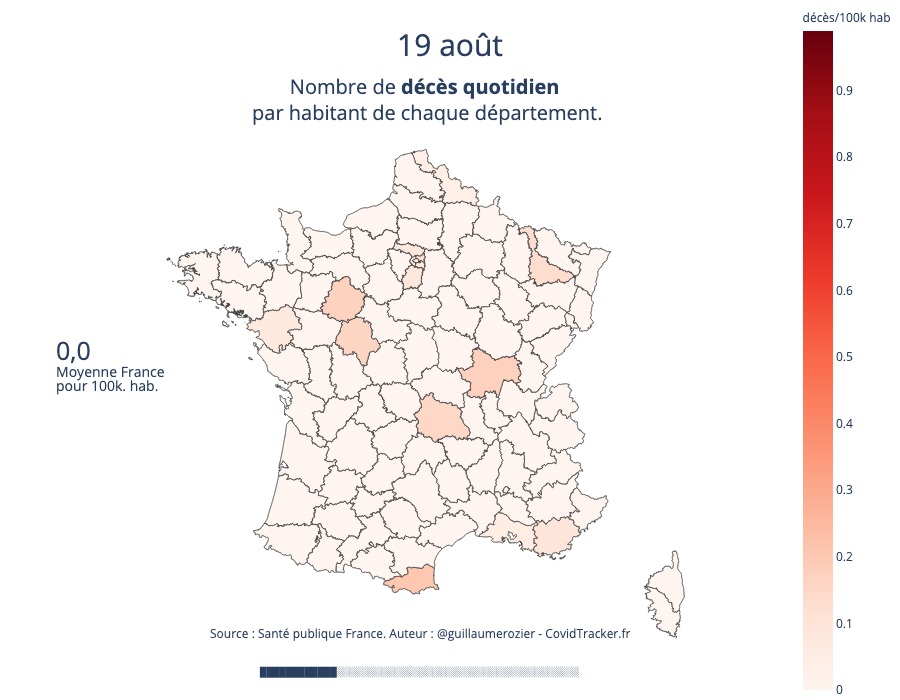 décès/100k hab
19 août
Nombre de décès quotidien
par habitant de chaque département.
0.9
0.8
0.7
0.6
0.5
0.4
0.3
0.2
0.1
0
0,0
Moyenne France
pour 100k. hab.
Source : Santé publique France. Auteur : @guillaumerozier - CovidTracker.fr